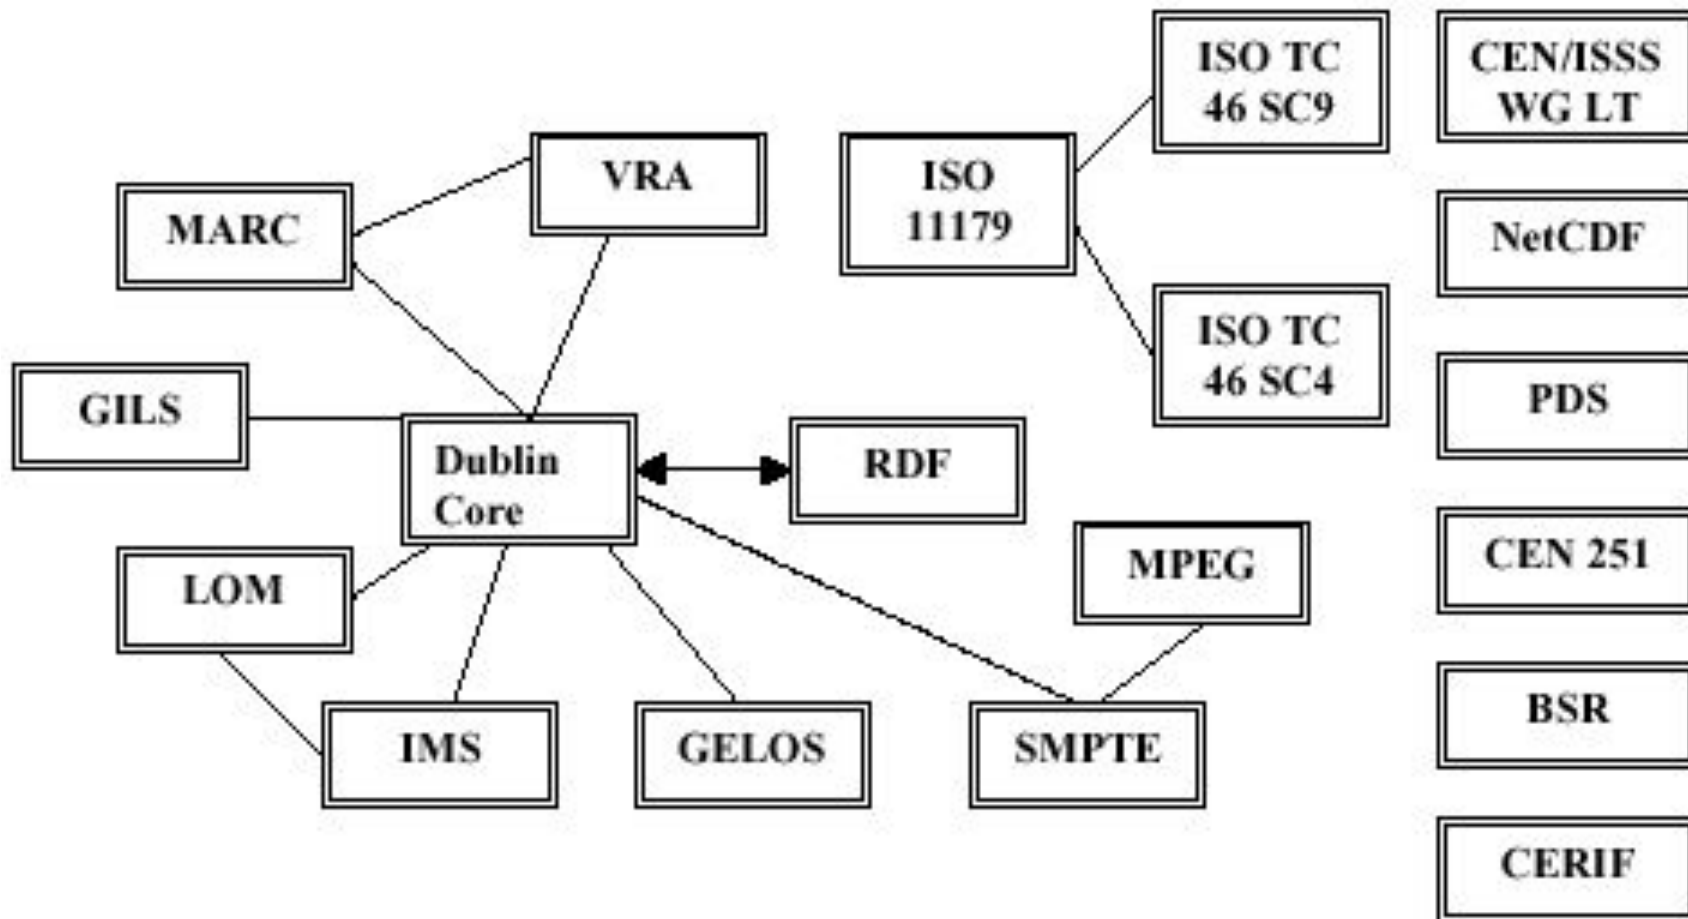 ISO TC
46 SC9
CEN/ISSS
WG LT
VRA
ISO
11179
MARC
NetCDF
ISO TC
46 SC4
GILS
PDS
Dublin
Core
RDF
LOM
MPEG
CEN 251
IMS
GELOS
SMPTE
BSR
CERIF